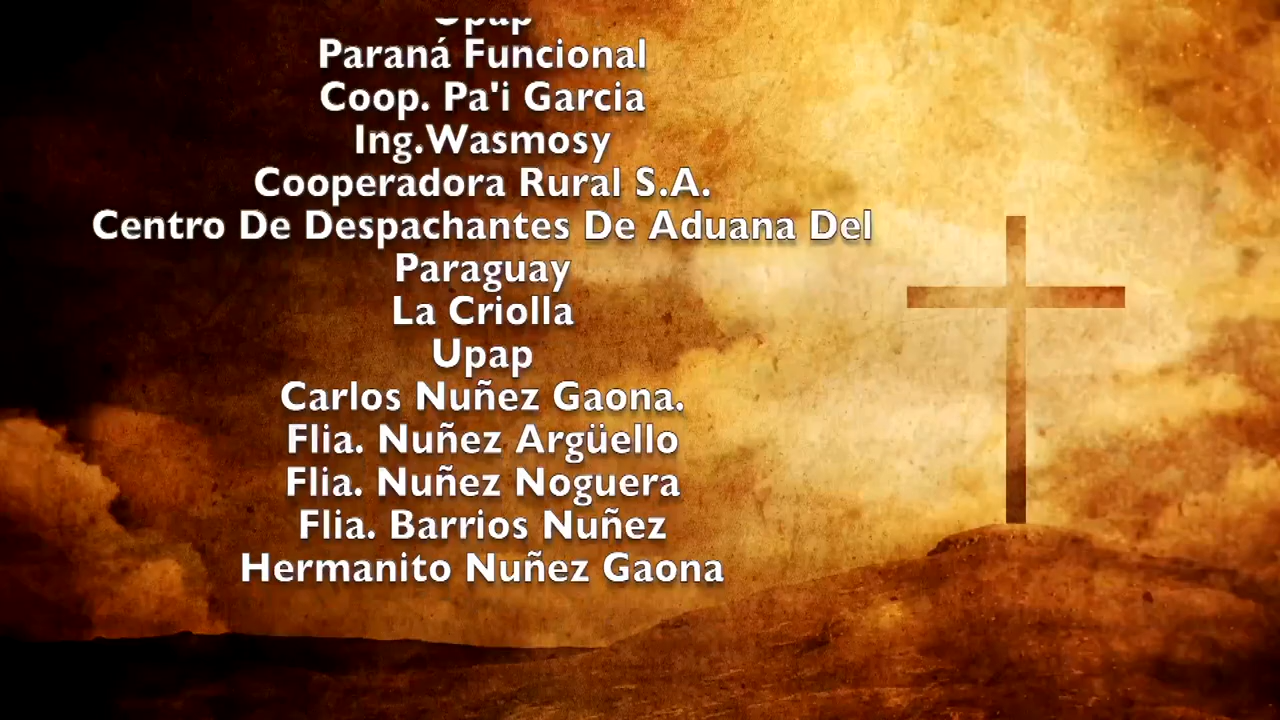 Upap
Paraná Funcional
Coop. Pa'i Garcia
Ing.Wasmosy
Cooperadora Rural S.A.
Centro De Despachantes De Aduana Del
Paraguay
La Criolla
Upap
Carlos Nuñez Gaona.
Flia. Nuñez Argüello
Flia. Nuñez Noguera
Flia. Barrios Nuñez
Hermanito Nuñez Gaona